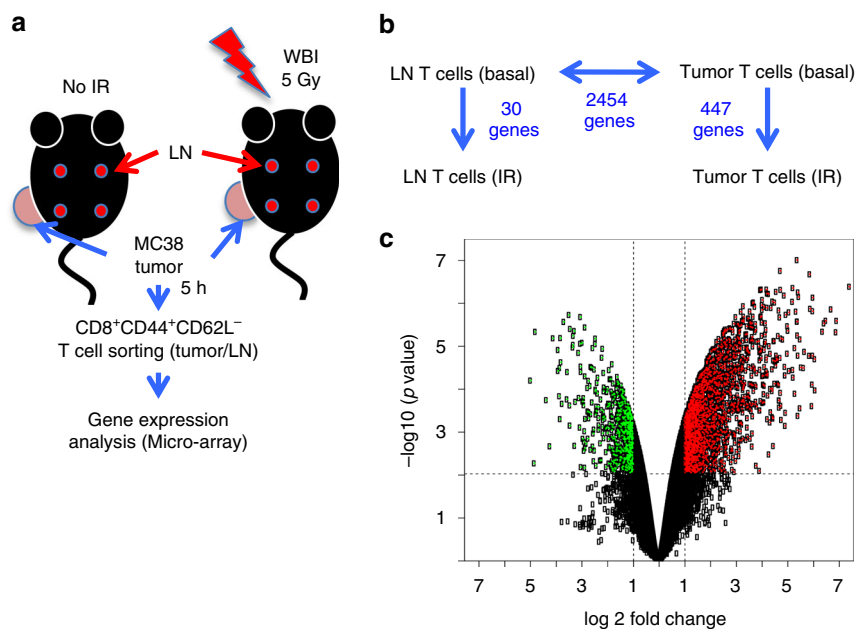 a
No IR
WBI
5 Gy
LN
MC38
tumor
5 h
CD8⁺CD44⁺CD62L⁻
T cell sorting (tumor/LN)
Gene expression
analysis (Micro-array)
b
LN T cells (basal)
Tumor T cells (basal)
30
genes
2454
genes
447
genes
LN T cells (IR)
Tumor T cells (IR)
c
–log10 (p value)
7
5
3
1
7 5 3 1 1 3 5 7
log 2 fold change